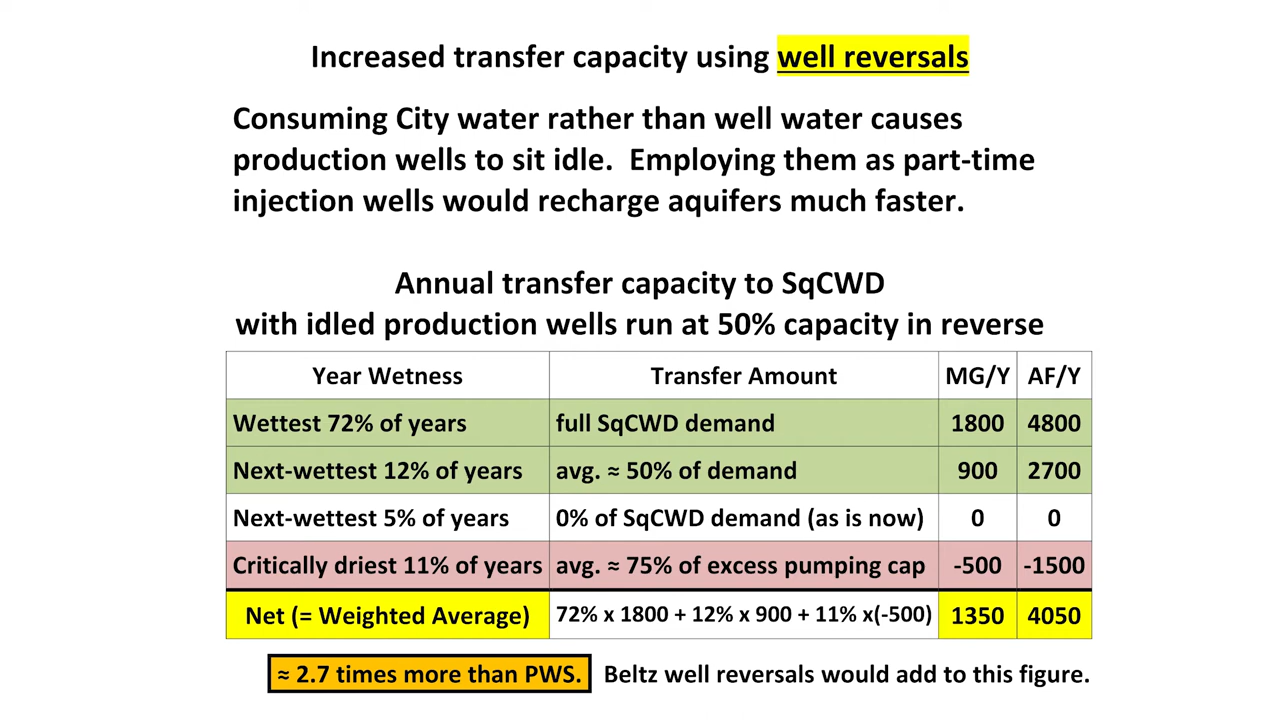 Increased transfer capacity using well reversals
Consuming City water rather than well water causes
production wells to sit idle.  Employing them as part-time
injection wells would recharge aquifers much faster.
Annual transfer capacity to SqCWD
with idled production wells run at 50% capacity in reverse
Year Wetness Transfer Amount MG/Y AF/Y
Wettest 72% of years full SqCWD demand 1800 4800
Next-wettest 12% of years avg. ≈ 50% of demand 900 2700
Next-wettest 5% of years 0% of SqCWD demand (as is now) 0 0
Critically driest 11% of years avg. ≈ 75% of excess pumping cap -500 -1500
Net (= Weighted Average) 72% x 1800 + 12% x 900 + 11% x(-500) 1350 4050
≈ 2.7 times more than PWS. Beltz well reversals would add to this figure.